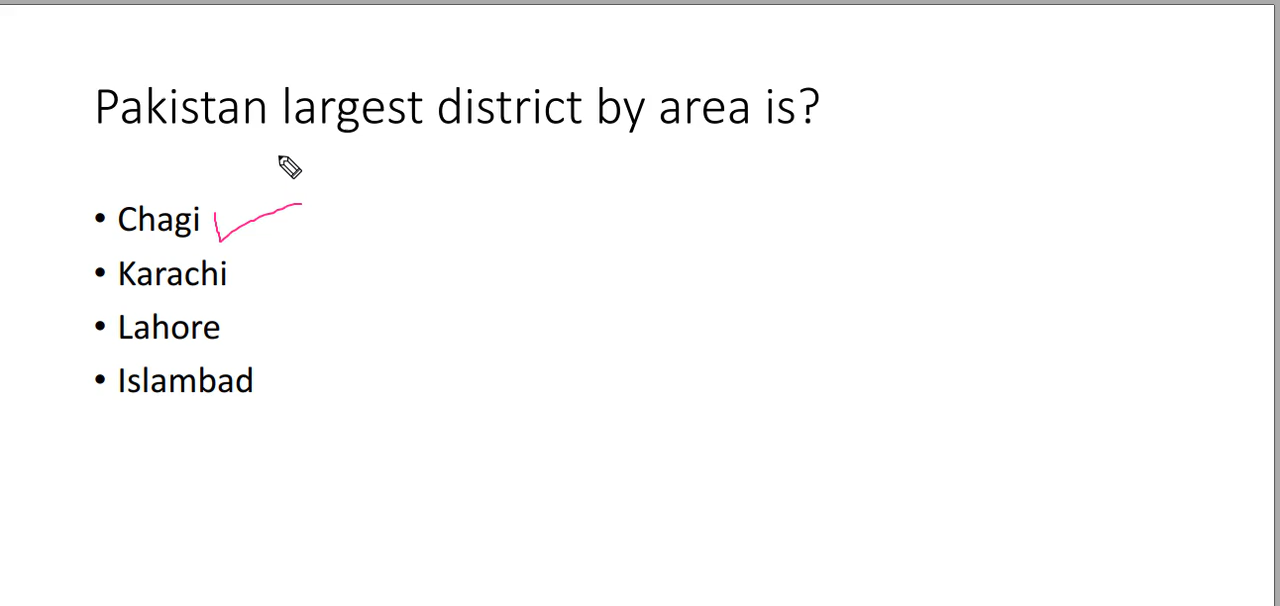 Pakistan largest district by area is?
• Chagi
• Karachi
• Lahore
• Islambad